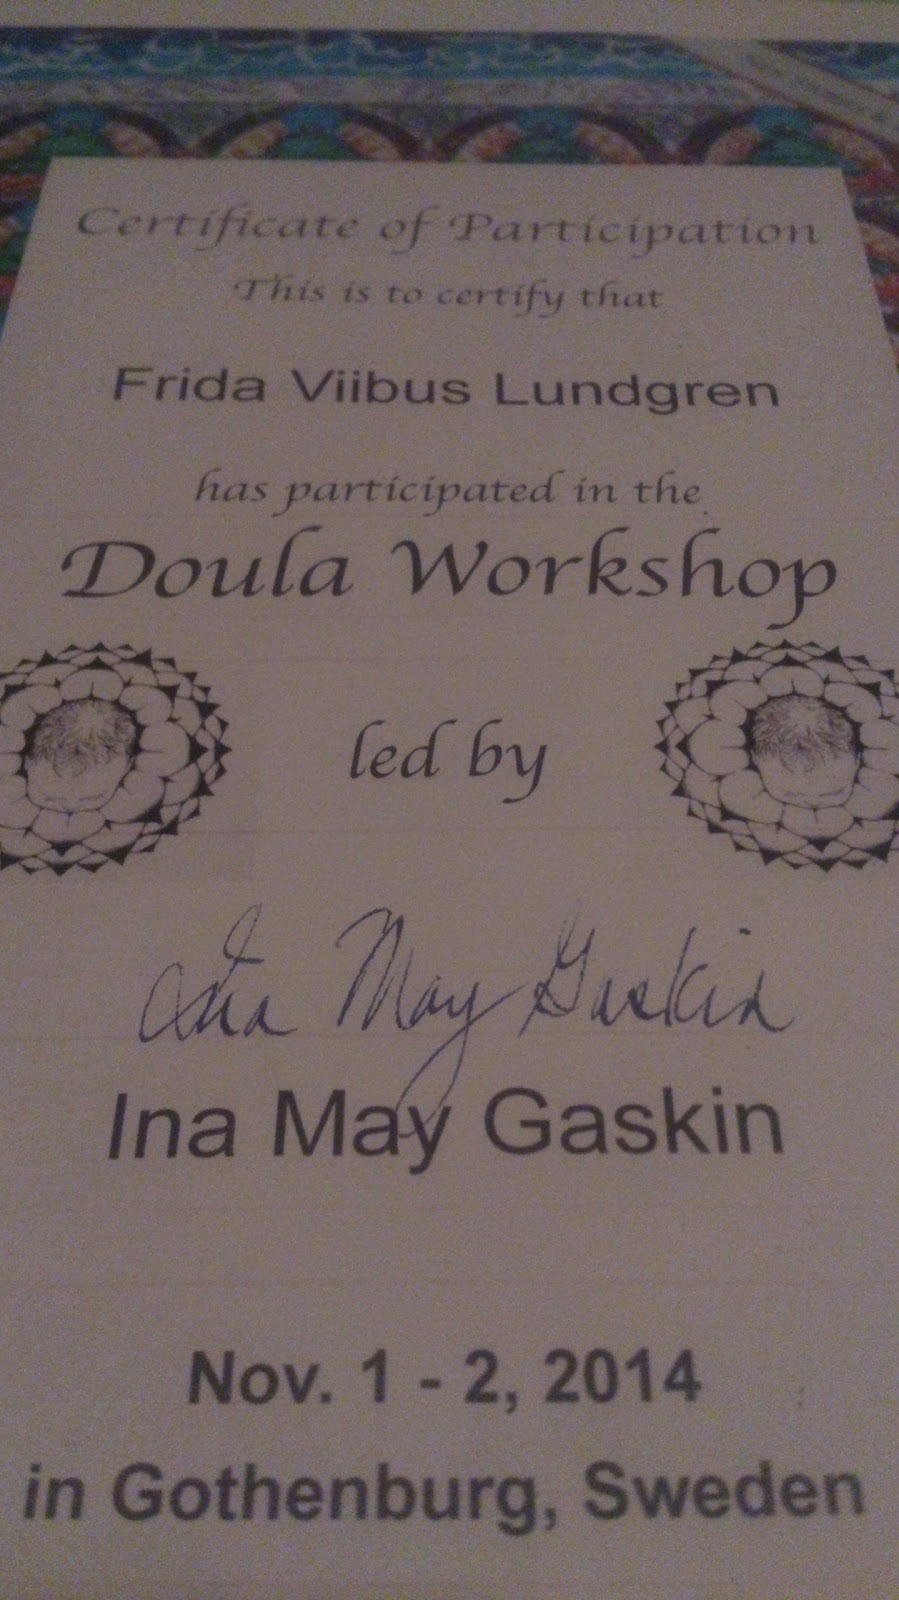 Certificate of Participation
This is to certify that
Frida Viibus Lundgren
has participated in the
Doula Workshop
led by
Ina May Gaskin
Ina May Gaskin
Nov. 1 - 2, 2014
in Gothenburg, Sweden